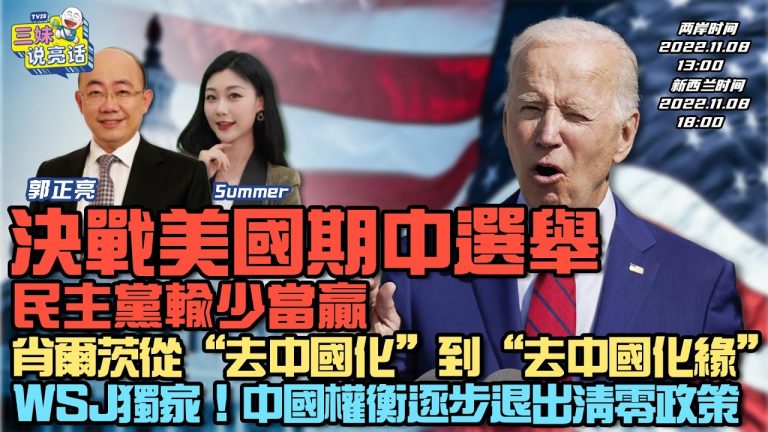 TV28
三妹
说亮话
两岸时间
2022.11.08
13:00
新西兰时间
2022.11.08
18:00
郭正亮
Summer
決戰美國期中選舉
民主黨輸少當贏
肖爾茨從“去中國化”到“去中國化緣”
WSJ獨家！中國權衡逐步退出清零政策